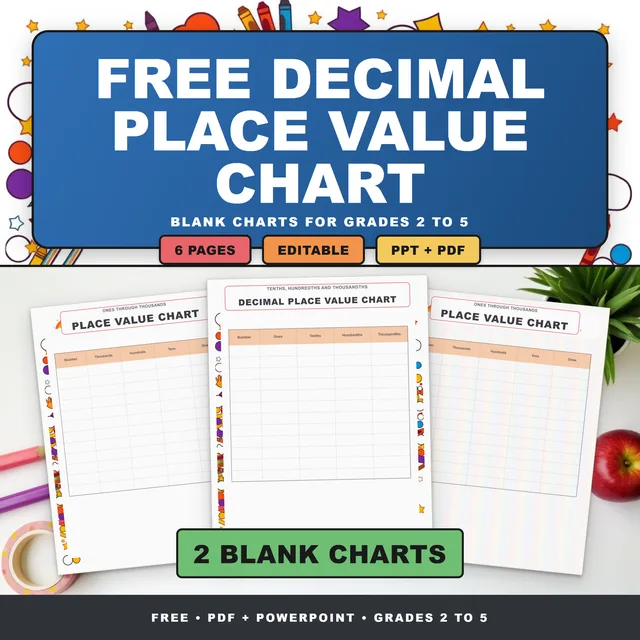 FREE DECIMAL
PLACE VALUE
CHART
BLANK CHARTS FOR GRADES 2 TO 5
6 PAGES
EDITABLE
PPT + PDF
ONES THROUGH THOUSANDS
PLACE VALUE CHART
Number Thousands Hundreds Tens Ones
TENTHS, HUNDREDTHS AND THOUSANDTHS
DECIMAL PLACE VALUE CHART
Number Ones Tenths Hundredths Thousandths
ONES THROUGH THOUSANDS
PLACE VALUE CHART
Thousands Hundreds Tens Ones
2 BLANK CHARTS
FREE • PDF + POWERPOINT • GRADES 2 TO 5